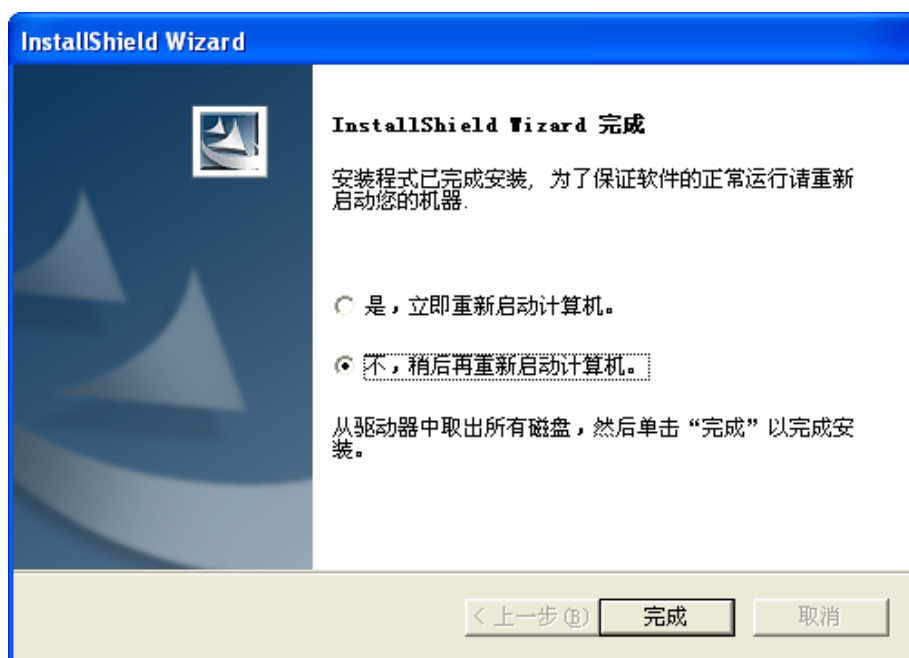 InstallShield Wizard
InstallShield Wizard 完成
安装程式已完成安装, 为了保证软件的正常运行请重新
启动您的机器.
是，立即重新启动计算机。
不，稍后再重新启动计算机。
从驱动器中取出所有磁盘，然后单击“完成”以完成安
装。
< 上一步(B)
完成
取消